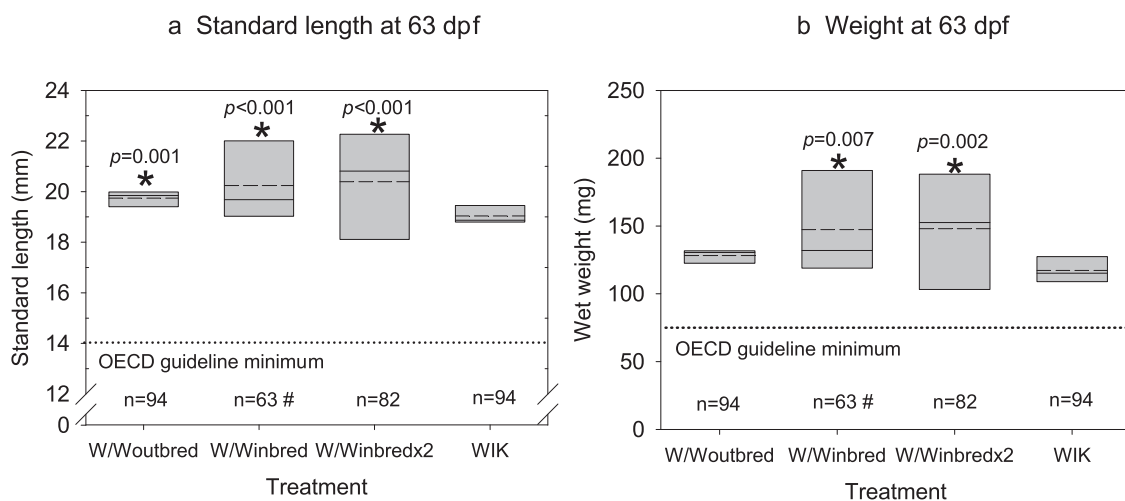 a Standard length at 63 dpf
Standard length (mm)
24
22
20
18
16
14
12
0
p=0.001
*
p<0.001
*
p<0.001
*
OECD guideline minimum
n=94
n=63 #
n=82
n=94
W/Woutbred
W/Winbred
W/Winbredx2
WIK
Treatment
b Weight at 63 dpf
Wet weight (mg)
250
200
150
100
50
0
p=0.007
*
p=0.002
*
OECD guideline minimum
n=94
n=63 #
n=82
n=94
W/Woutbred
W/Winbred
W/Winbredx2
WIK
Treatment